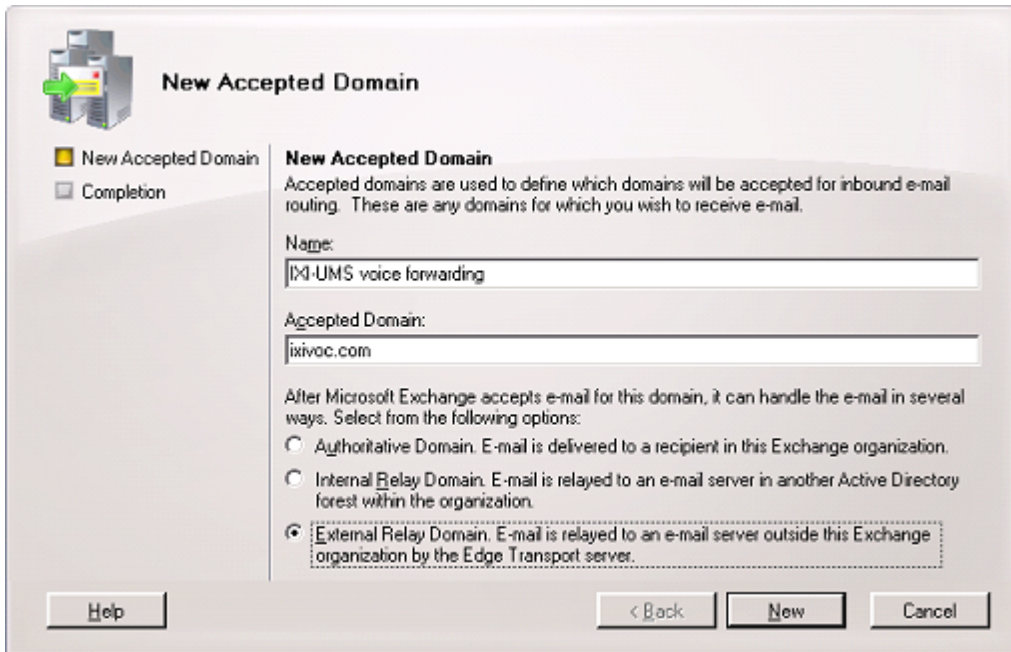 New Accepted Domain
New Accepted Domain
Completion
New Accepted Domain
Accepted domains are used to define which domains will be accepted for inbound e-mail
routing. These are any domains for which you wish to receive e-mail.
Name:
IXI-UMS voice forwarding
Accepted Domain:
ixivoc.com
After Microsoft Exchange accepts e-mail for this domain, it can handle the e-mail in several
ways. Select from the following options:
Authoritative Domain. E-mail is delivered to a recipient in this Exchange organization.
Internal Relay Domain. E-mail is relayed to an e-mail server in another Active Directory
forest within the organization.
External Relay Domain. E-mail is relayed to an e-mail server outside this Exchange
organization by the Edge Transport server.
Help
< Back
New
Cancel